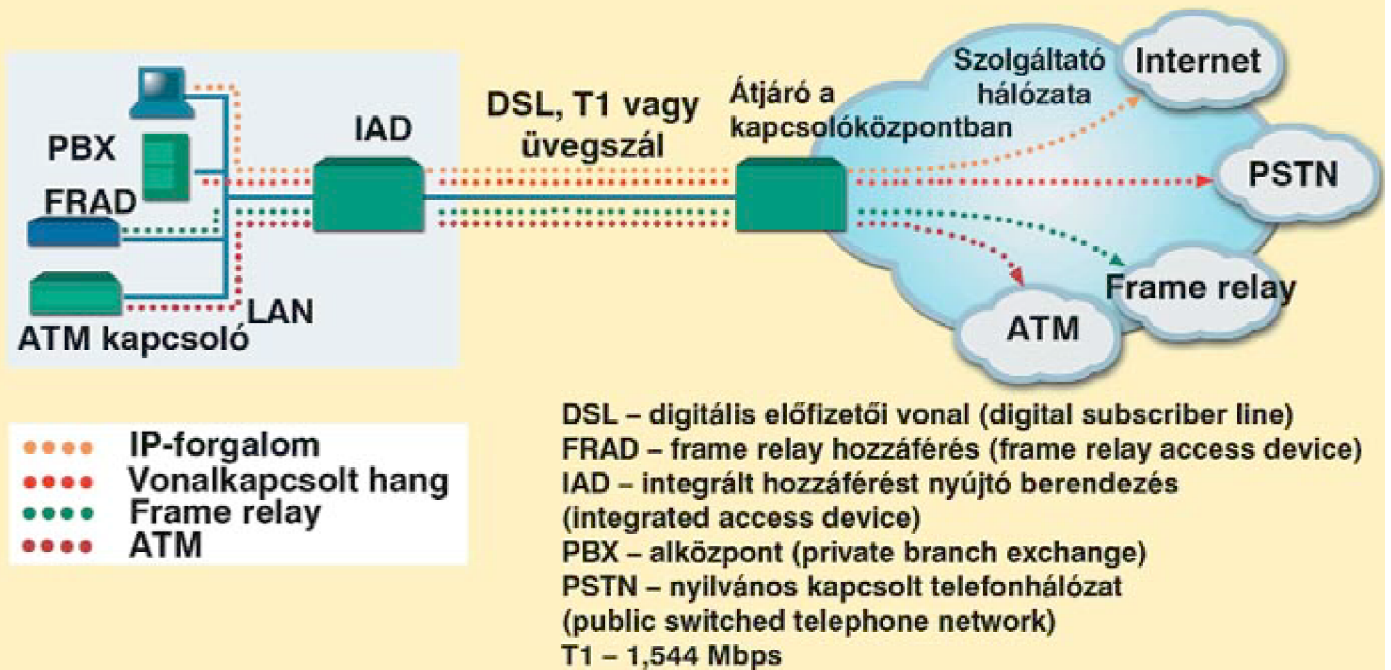 PBX
FRAD
ATM kapcsoló
LAN
IAD
DSL, T1 vagy
üvegszál
Átjáró a
kapcsolóközpontban
Szolgáltató
hálózata
Internet
PSTN
Frame relay
ATM
IP-forgalom
Vonalkapcsolt hang
Frame relay
ATM
DSL – digitális előfizetői vonal (digital subscriber line)
FRAD – frame relay hozzáférés (frame relay access device)
IAD – integrált hozzáférést nyújtó berendezés
(integrated access device)
PBX – alközpont (private branch exchange)
PSTN – nyilvános kapcsolt telefonhálózat
(public switched telephone network)
T1 – 1,544 Mbps